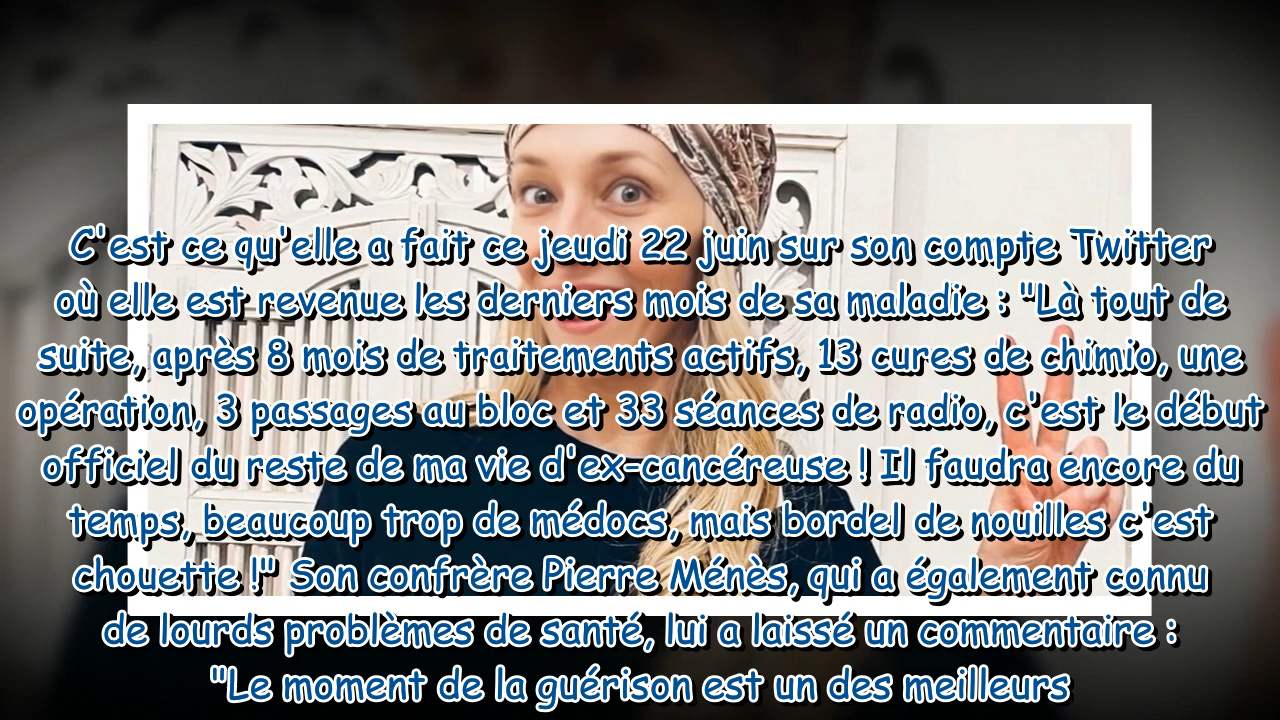 C'est ce qu'elle a fait ce jeudi 22 juin sur son compte Twitter
où elle est revenue les derniers mois de sa maladie : "Là tout de
suite, après 8 mois de traitements actifs, 13 cures de chimio, une
opération, 3 passages au bloc et 33 séances de radio, c'est le début
officiel du reste de ma vie d'ex-cancéreuse ! Il faudra encore du
temps, beaucoup trop de médocs, mais bordel de nouilles c'est
chouette !" Son confrère Pierre Ménès, qui a également connu
de lourds problèmes de santé, lui a laissé un commentaire :
"Le moment de la guérison est un des meilleurs